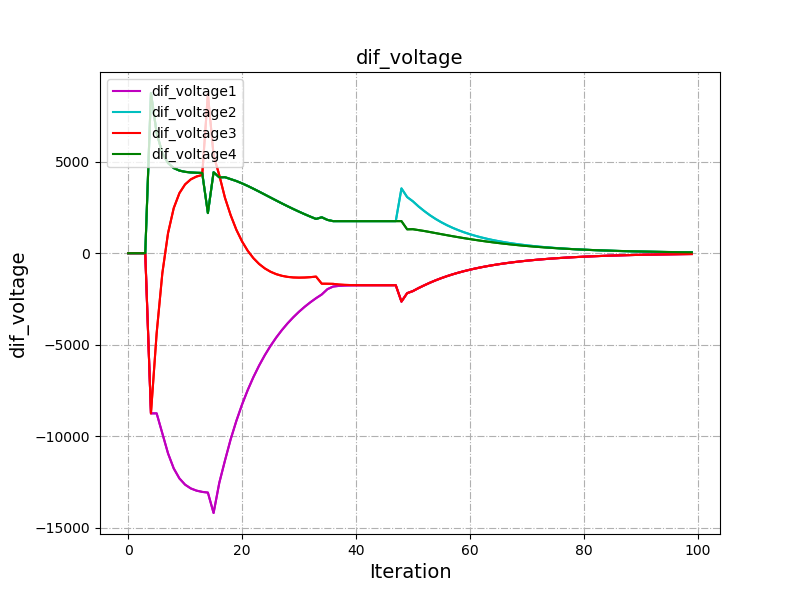 dif_voltage
dif_voltage1
dif_voltage2
dif_voltage3
dif_voltage4
5000
0
−5000
−10000
−15000
dif_voltage
0 20 40 60 80 100
Iteration